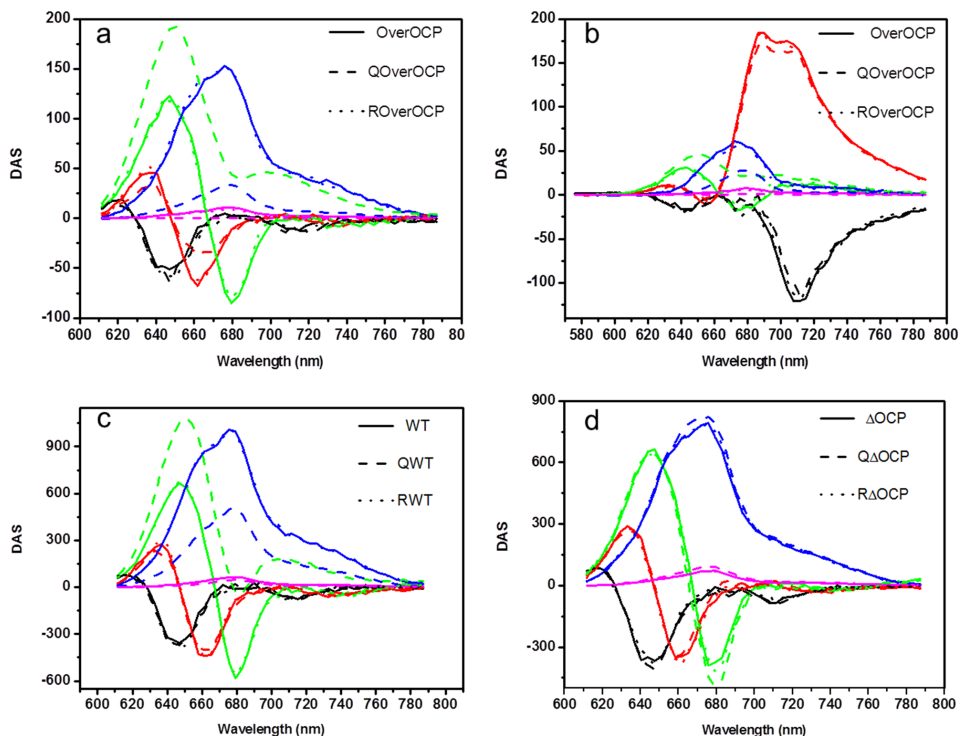 a
OverOCP
QOverOCP
ROverOCP
DAS
200
150
100
50
0
-50
-100
600 620 640 660 680 700 720 740 760 780 80
Wavelength (nm)
b
OverOCP
QOverOCP
ROverOCP
DAS
200
150
100
50
0
-50
-100
580 600 620 640 660 680 700 720 740 760 780 800
Wavelength (nm)
c
WT
QWT
RWT
DAS
900
600
300
0
-300
-600
600 620 640 660 680 700 720 740 760 780 800
Wavelength (nm)
d
ΔOCP
QΔOCP
RΔOCP
DAS
900
600
300
0
-300
600 620 640 660 680 700 720 740 760 780 800
Wavelength (nm)